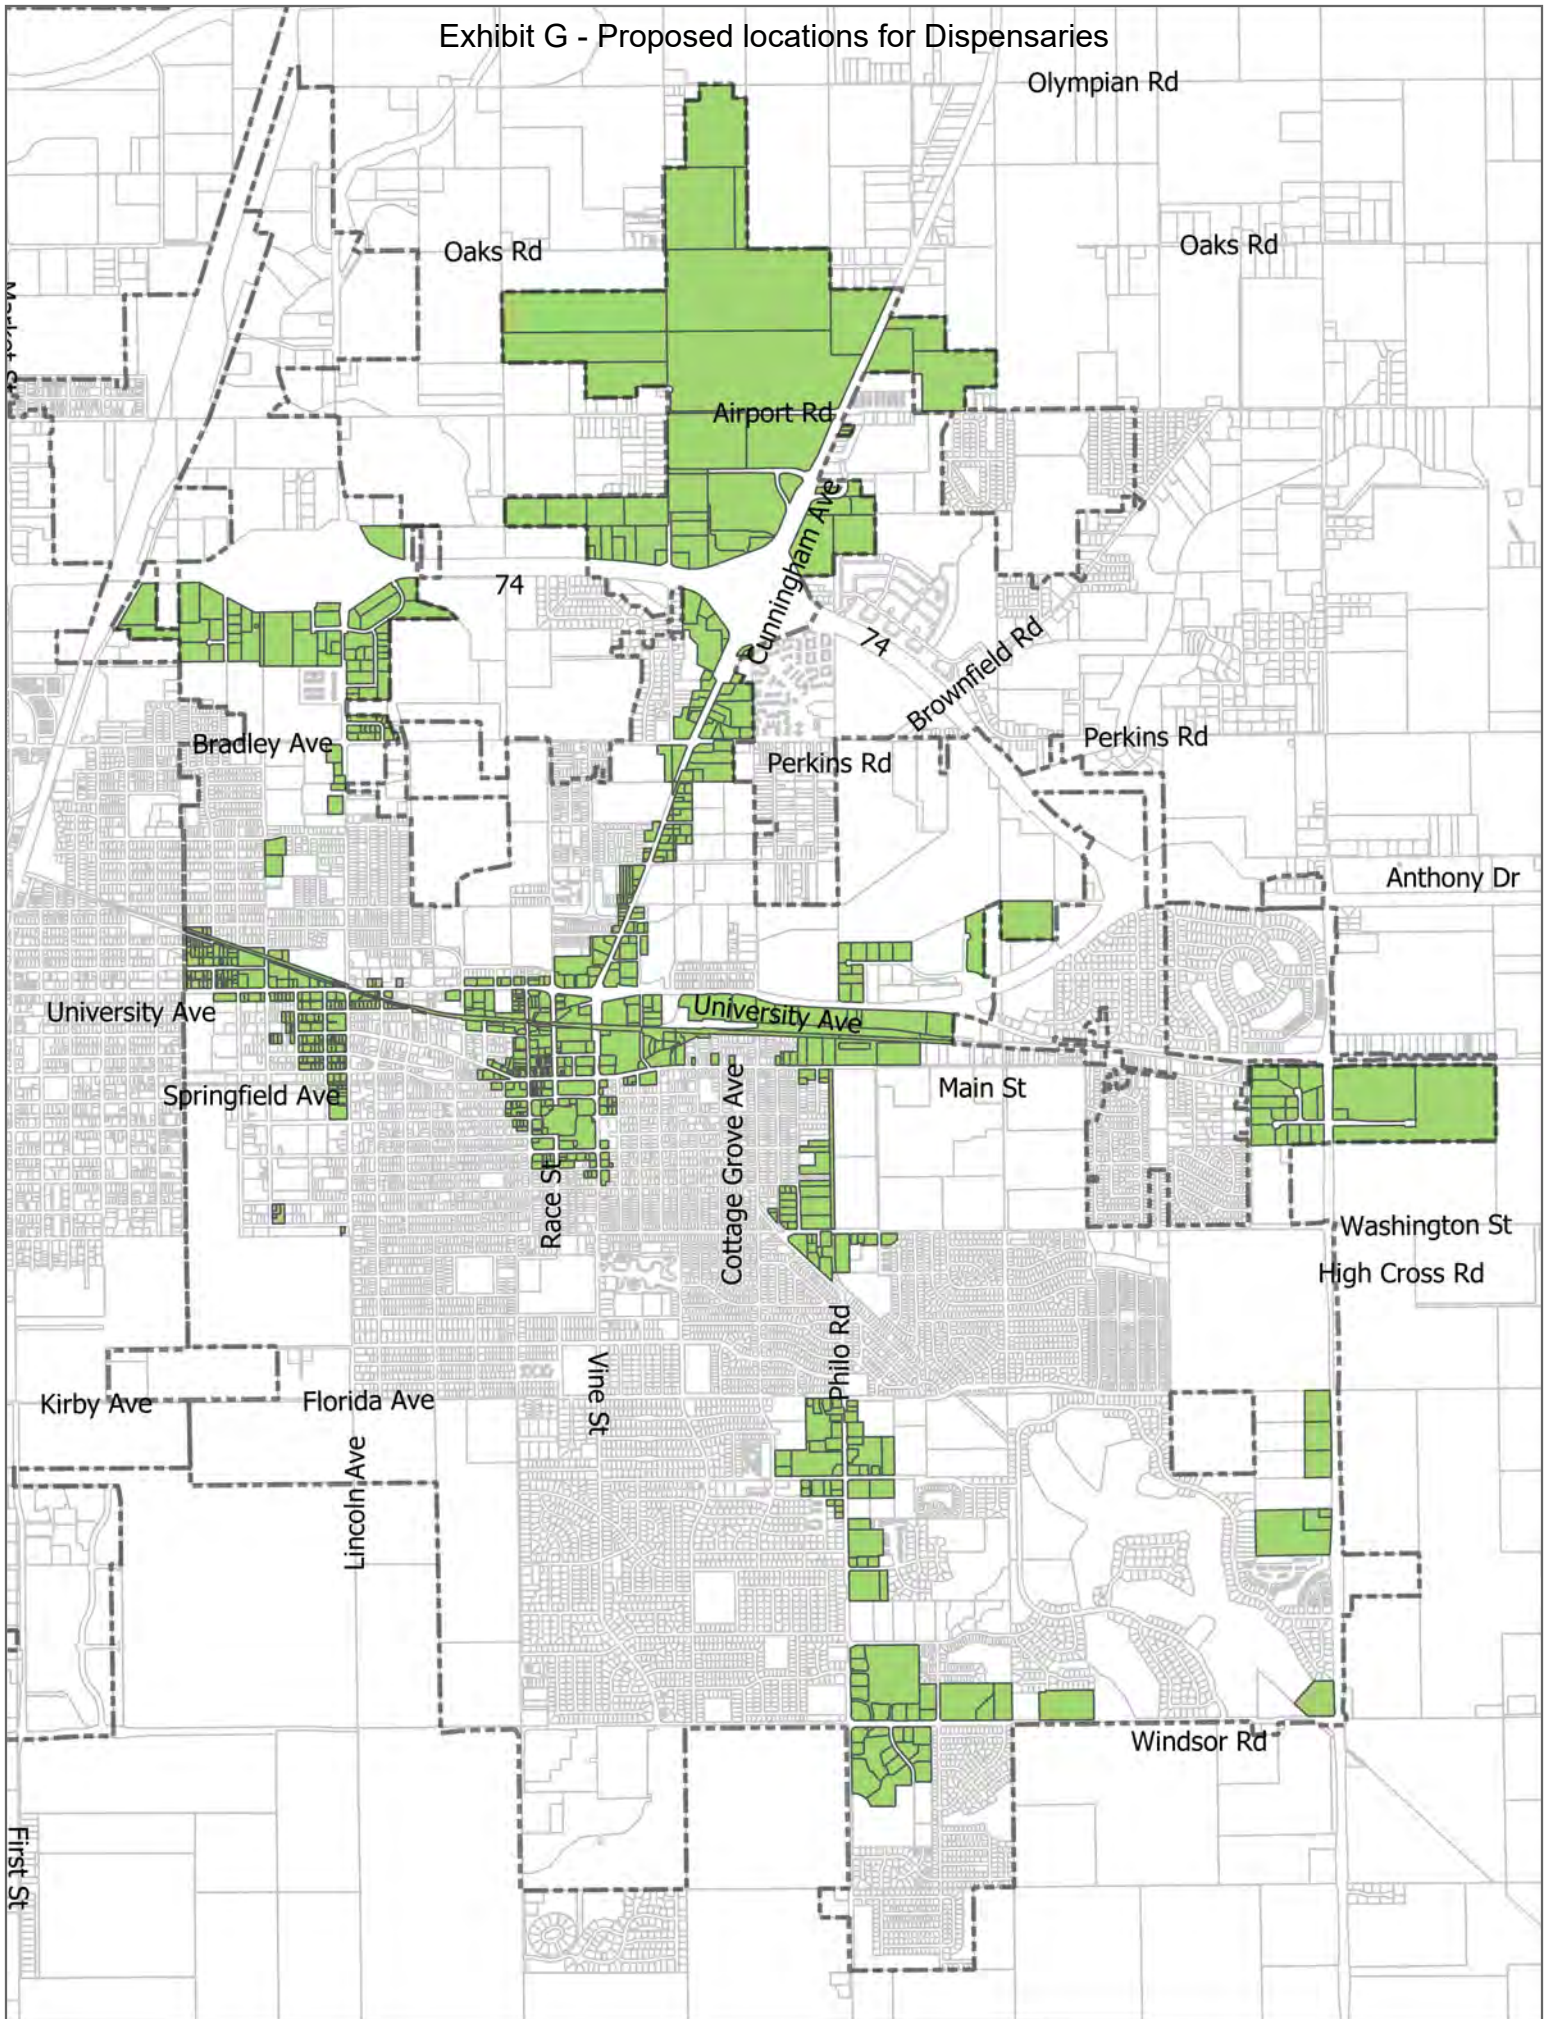 Exhibit G - Proposed locations for Dispensaries
Olympian Rd
Oaks Rd
Oaks Rd
Market St
Airport Rd
Cunningham Ave
74
74
Brownfield Rd
Bradley Ave
Perkins Rd
Perkins Rd
Anthony Dr
University Ave
University Ave
Springfield Ave
Main St
Cottage Grove Ave
Race St
Washington St
High Cross Rd
Philo Rd
Vine St
Kirby Ave
Florida Ave
Lincoln Ave
Windsor Rd
First St